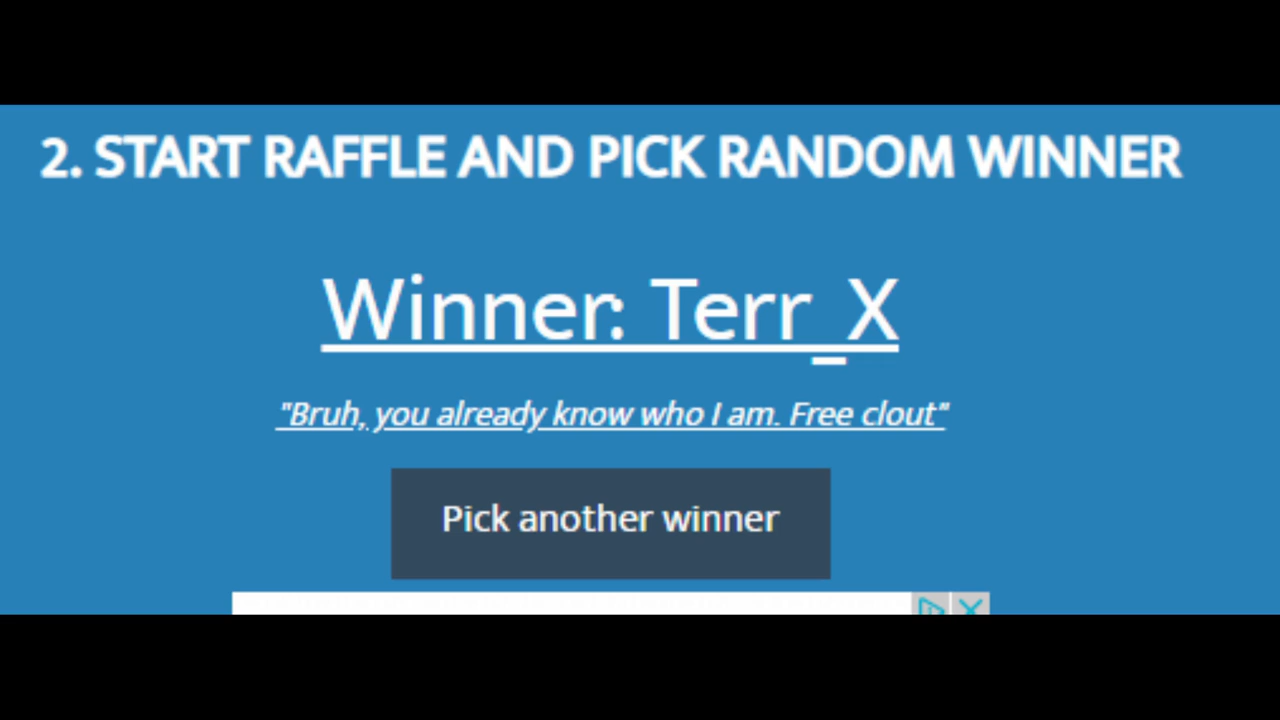 2. START RAFFLE AND PICK RANDOM WINNER
Winner: Terr_X
"Bruh, you already know who I am. Free clout"
Pick another winner